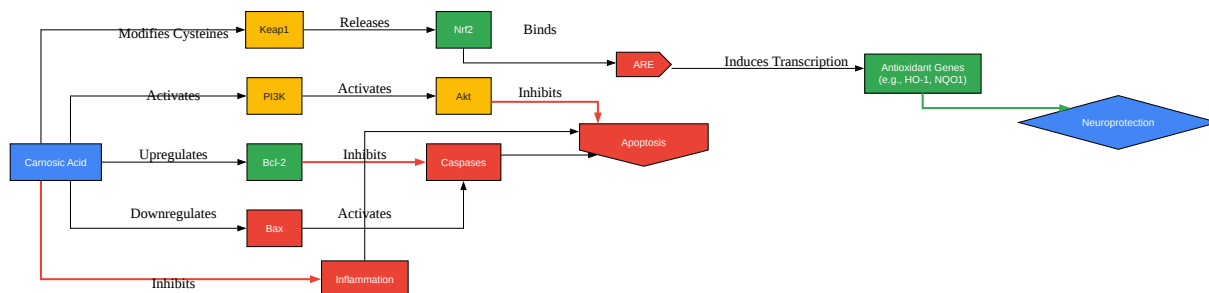 Keap1
Releases
Nrf2
Binds
Modifies Cysteines
ARE
Induces Transcription
Antioxidant Genes
(e.g., HO-1, NQO1)
Activates
PI3K
Activates
Akt
Inhibits
Neuroprotection
Apoptosis
Carnosic Acid
Upregulates
Bcl-2
Inhibits
Caspases
Downregulates
Bax
Activates
Inhibits
Inflammation